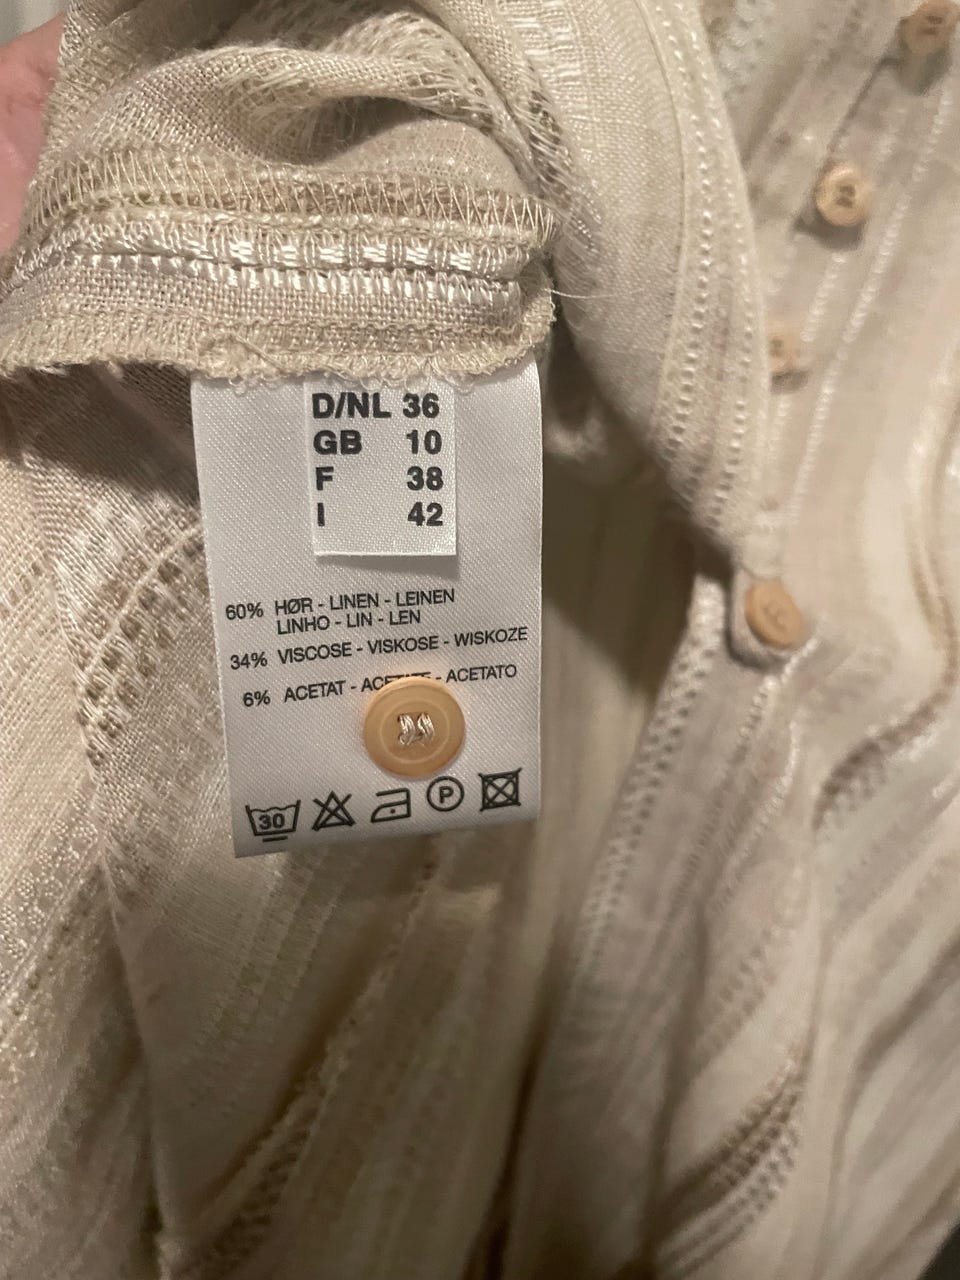 D/NL 36
GB 10
F 38
I 42
60% HØR - LINEN - LEINEN
LINHO - LIN - LEN
34% VISCOSE - VISKOSE - WISKOZE
6% ACETAT - - ACETATO
30
P